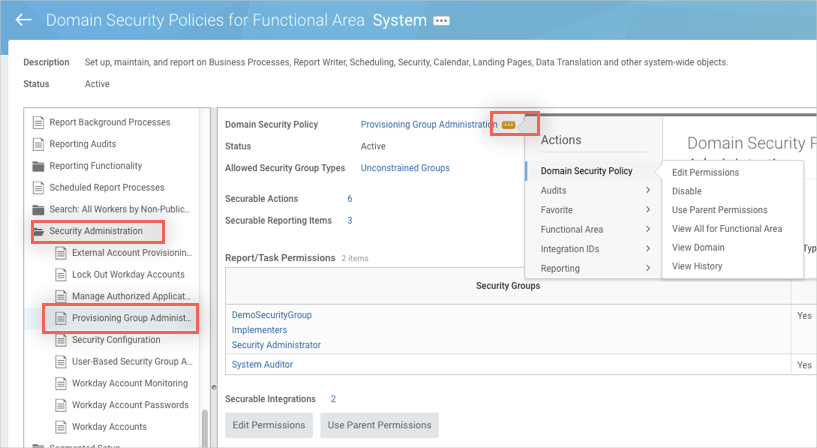 Domain Security Policies for Functional Area System
Description Set up, maintain, and report on Business Processes, Report Writer, Scheduling, Security, Calendar, Landing Pages, Data Translation and other system-wide objects.
Status Active
Report Background Processes
Reporting Audits
Reporting Functionality
Scheduled Report Processes
Search: All Workers by Non-Public...
Security Administration
External Account Provisionin...
Lock Out Workday Accounts
Manage Authorized Applicat...
Provisioning Group Administ...
Security Configuration
User-Based Security Group A...
Workday Account Monitoring
Workday Account Passwords
Workday Accounts
Segmented Setup
Domain Security Policy Provisioning Group Administration
Status Active
Allowed Security Group Types Unconstrained Groups
Securable Actions 6
Securable Reporting Items 3
Report/Task Permissions 2 items
Security Groups
DemoSecurityGroup
Implementers
Security Administrator
Yes
System Auditor
Yes
Securable Integrations 2
Edit Permissions
Use Parent Permissions
Actions
Domain Security Policy
Audits
Favorite
Functional Area
Integration IDs
Reporting
Domain Security P
Edit Permissions
Disable
Use Parent Permissions
View All for Functional Area
View Domain
View History